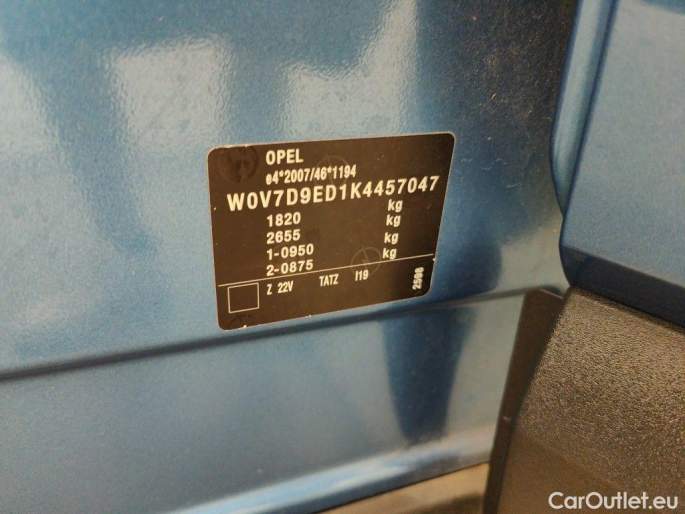 OPEL
e4*2007/46*1194
W0V7D9ED1K4457047
1820 kg
2655 kg
1-0950 kg
2-0875 kg
Z 22V TATZ I19
2598
CarOutlet.eu